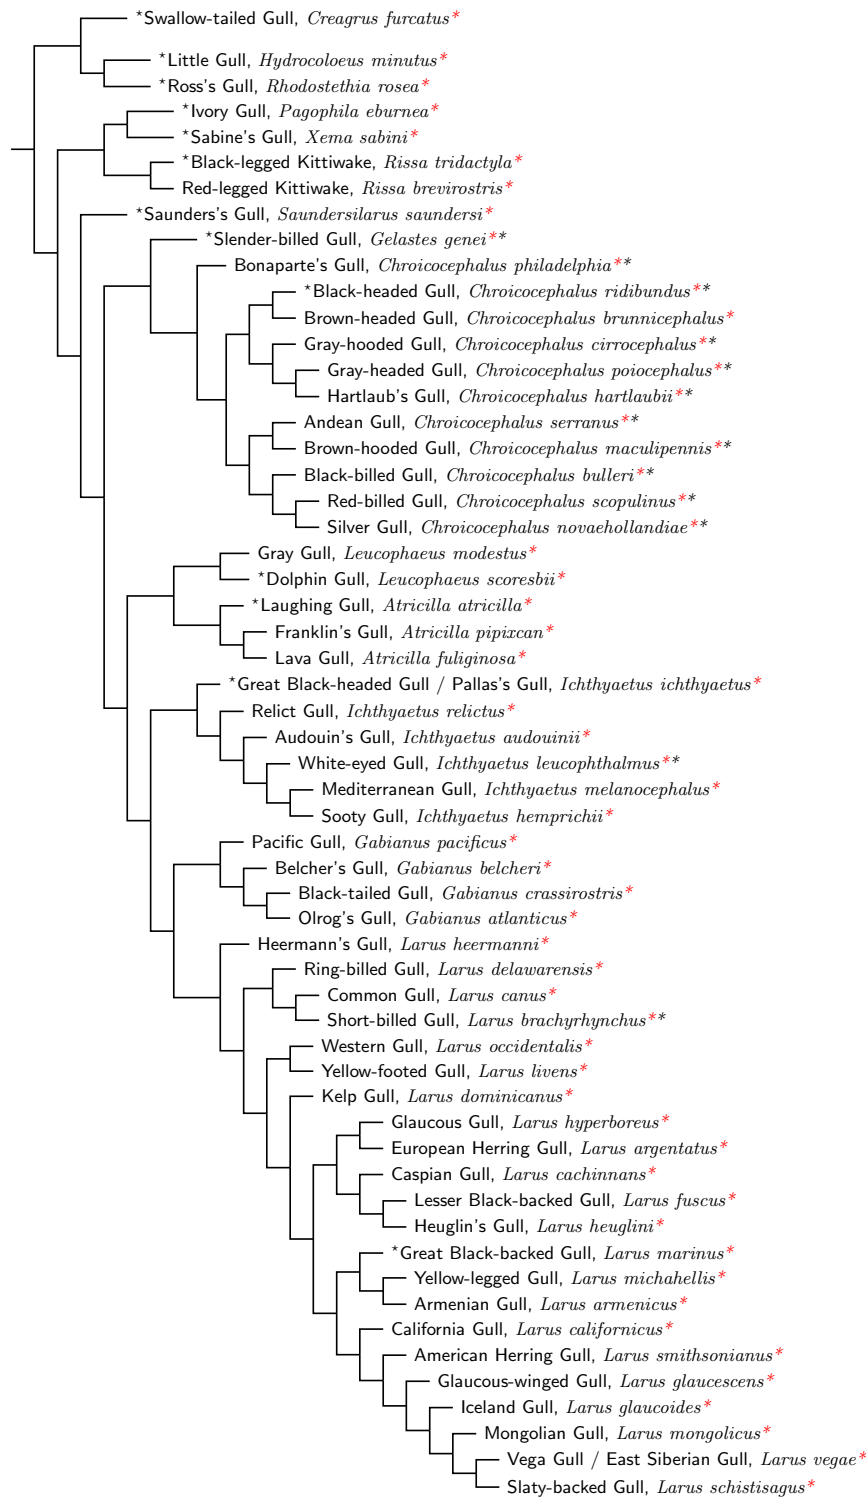 *Swallow-tailed Gull, Creagrus furcatus*
*Little Gull, Hydrocoloeus minutus*
*Ross's Gull, Rhodostethia rosea*
*Ivory Gull, Pagophila eburnea*
*Sabine's Gull, Xema sabini*
*Black-legged Kittiwake, Rissa tridactyla*
Red-legged Kittiwake, Rissa brevirostris*
*Saunders's Gull, Saundersilarus saundersi*
*Slender-billed Gull, Gelastes genei**
Bonaparte's Gull, Chroicocephalus philadelphia**
*Black-headed Gull, Chroicocephalus ridibundus**
Brown-headed Gull, Chroicocephalus brunnicephalus*
Gray-hooded Gull, Chroicocephalus cirrocephalus**
Gray-headed Gull, Chroicocephalus poiocephalus**
Hartlaub's Gull, Chroicocephalus hartlaubii**
Andean Gull, Chroicocephalus serranus**
Brown-hooded Gull, Chroicocephalus maculipennis**
Black-billed Gull, Chroicocephalus bulleri**
Red-billed Gull, Chroicocephalus scopulinus**
Silver Gull, Chroicocephalus novaehollandiae**
Gray Gull, Leucophaeus modestus*
*Dolphin Gull, Leucophaeus scoresbii*
*Laughing Gull, Atricilla atricilla*
Franklin's Gull, Atricilla pipixcan*
Lava Gull, Atricilla fuliginosa*
*Great Black-headed Gull / Pallas's Gull, Ichthyaetus ichthyaetus*
Relict Gull, Ichthyaetus relictus*
Audouin's Gull, Ichthyaetus audouinii*
White-eyed Gull, Ichthyaetus leucophthalmus**
Mediterranean Gull, Ichthyaetus melanocephalus*
Sooty Gull, Ichthyaetus hemprichii*
Pacific Gull, Gabianus pacificus*
Belcher's Gull, Gabianus belcheri*
Black-tailed Gull, Gabianus crassirostris*
Olrog's Gull, Gabianus atlanticus*
Heermann's Gull, Larus heermanni*
Ring-billed Gull, Larus delawarensis*
Common Gull, Larus canus*
Short-billed Gull, Larus brachyrhynchus**
Western Gull, Larus occidentalis*
Yellow-footed Gull, Larus livens*
Kelp Gull, Larus dominicanus*
Glaucous Gull, Larus hyperboreus*
European Herring Gull, Larus argentatus*
Caspian Gull, Larus cachinnans*
Lesser Black-backed Gull, Larus fuscus*
Heuglin's Gull, Larus heuglini*
*Great Black-backed Gull, Larus marinus*
Yellow-legged Gull, Larus michahellis*
Armenian Gull, Larus armenicus*
California Gull, Larus californicus*
American Herring Gull, Larus smithsonianus*
Glaucous-winged Gull, Larus glaucescens*
Iceland Gull, Larus glaucoides*
Mongolian Gull, Larus mongolicus*
Vega Gull / East Siberian Gull, Larus vegae*
Slaty-backed Gull, Larus schistisagus*